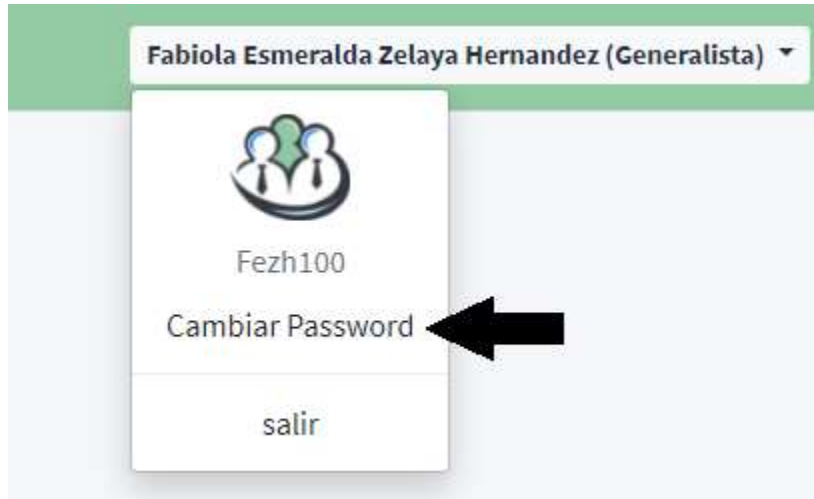 Fabiola Esmeralda Zelaya Hernandez (Generalista)
Fezh100
Cambiar Password
salir